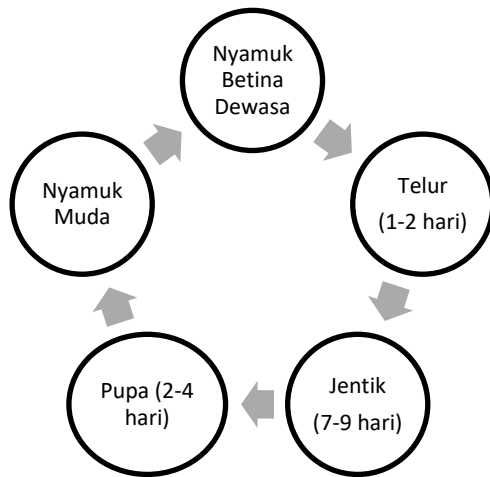 Nyamuk
Betina
Dewasa
Telur
(1-2 hari)
Jentik
(7-9 hari)
Pupa (2-4
hari)
Nyamuk
Muda